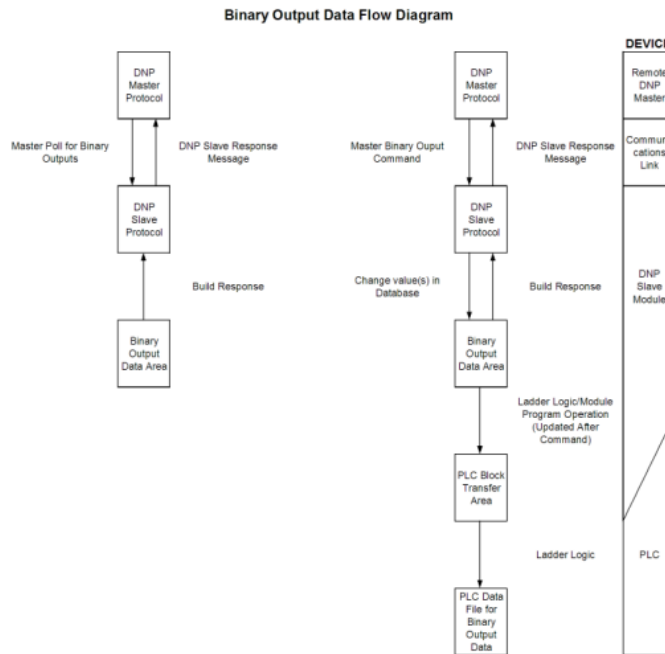 Binary Output Data Flow Diagram
DEVICE
DNP
Master
Protocol
DNP
Master
Protocol
Remote
DNP
Master
Master Poll for Binary
Outputs
DNP Slave Response
Message
Master Binary Ouput
Command
DNP Slave Response
Message
Communi
cations
Link
DNP
Slave
Protocol
DNP
Slave
Protocol
Build Response
Change value(s) in
Database
Build Response
DNP
Slave
Module
Binary
Output
Data Area
Binary
Output
Data Area
Ladder Logic/Module
Program Operation
(Updated After
Command)
PLC Block
Transfer
Area
Ladder Logic
PLC
PLC Data
File for
Binary
Output
Data